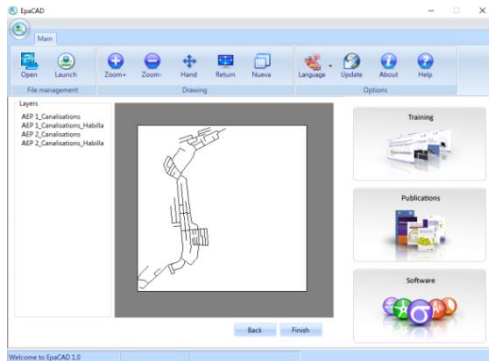 EpaCAD
Main
Open Launch Zoom+ Zoom- Hand Return Nueva Language Update About Help
File management Drawing Options
Layers
AEP 1_Canalisations
AEP 1_Canalisations_Habilla
AEP 2_Canalisations
AEP 2_Canalisations_Habilla
Training
Publications
Software
Back Finish
Welcome to EpaCAD 1.0